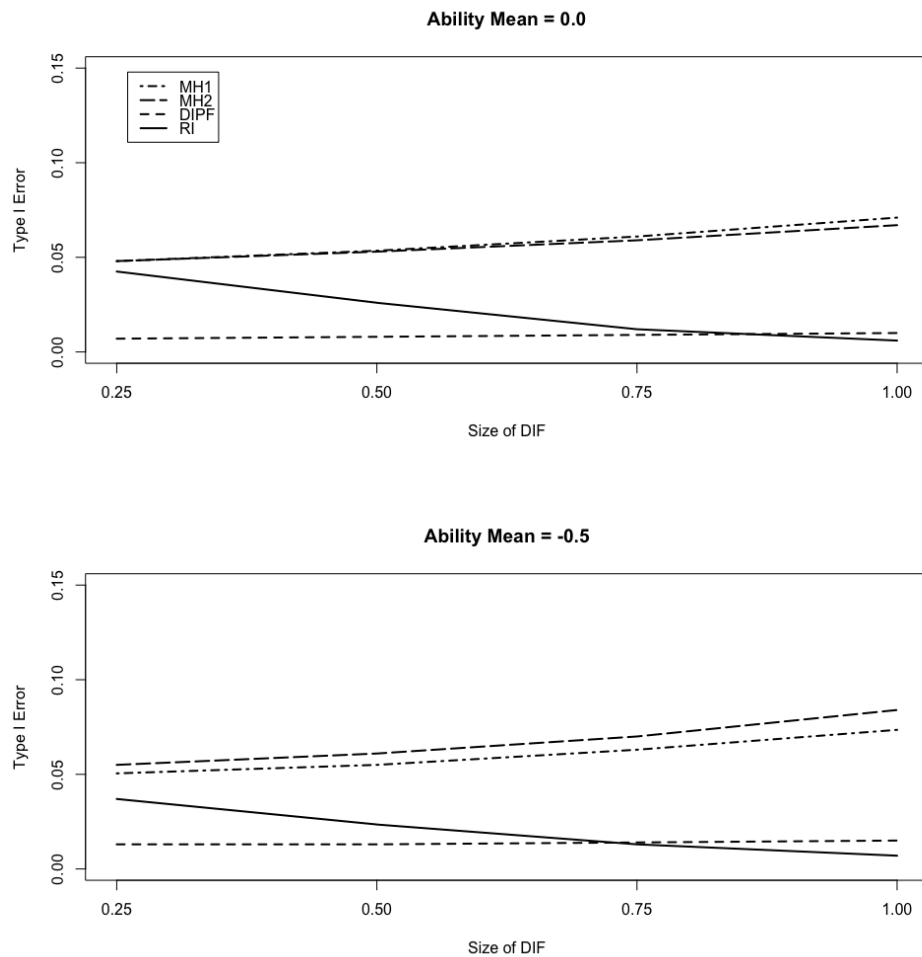 Ability Mean = 0.0
Type I Error
0.15
0.10
0.05
0.00
MH1
MH2
DIPF
RI
0.25 0.50 0.75 1.00
Size of DIF
Ability Mean = -0.5
Type I Error
0.15
0.10
0.05
0.00
0.25 0.50 0.75 1.00
Size of DIF